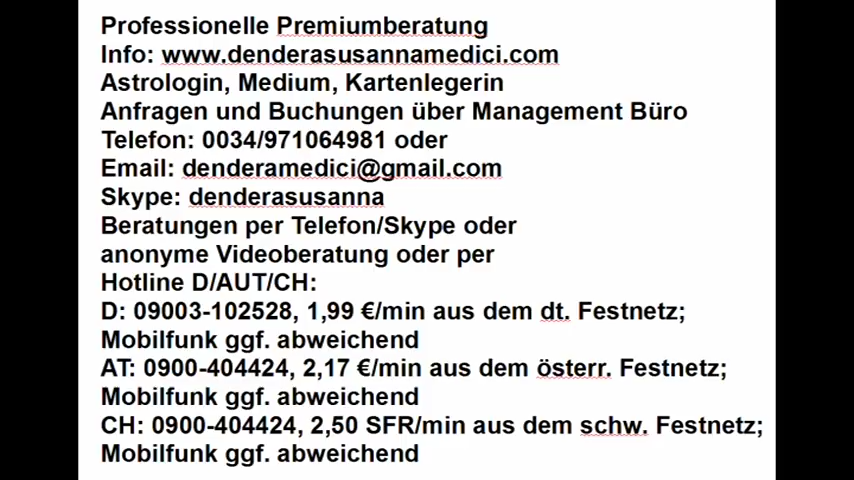 Professionelle Premiumberatung
Info: www.denderasusannamedici.com
Astrologin, Medium, Kartenlegerin
Anfragen und Buchungen über Management Büro
Telefon: 0034/971064981 oder
Email: denderamedici@gmail.com
Skype: denderasusanna
Beratungen per Telefon/Skype oder
anonyme Videoberatung oder per
Hotline D/AUT/CH:
D: 09003-102528, 1,99 €/min aus dem dt. Festnetz;
Mobilfunk ggf. abweichend
AT: 0900-404424, 2,17 €/min aus dem österr. Festnetz;
Mobilfunk ggf. abweichend
CH: 0900-404424, 2,50 SFR/min aus dem schw. Festnetz;
Mobilfunk ggf. abweichend